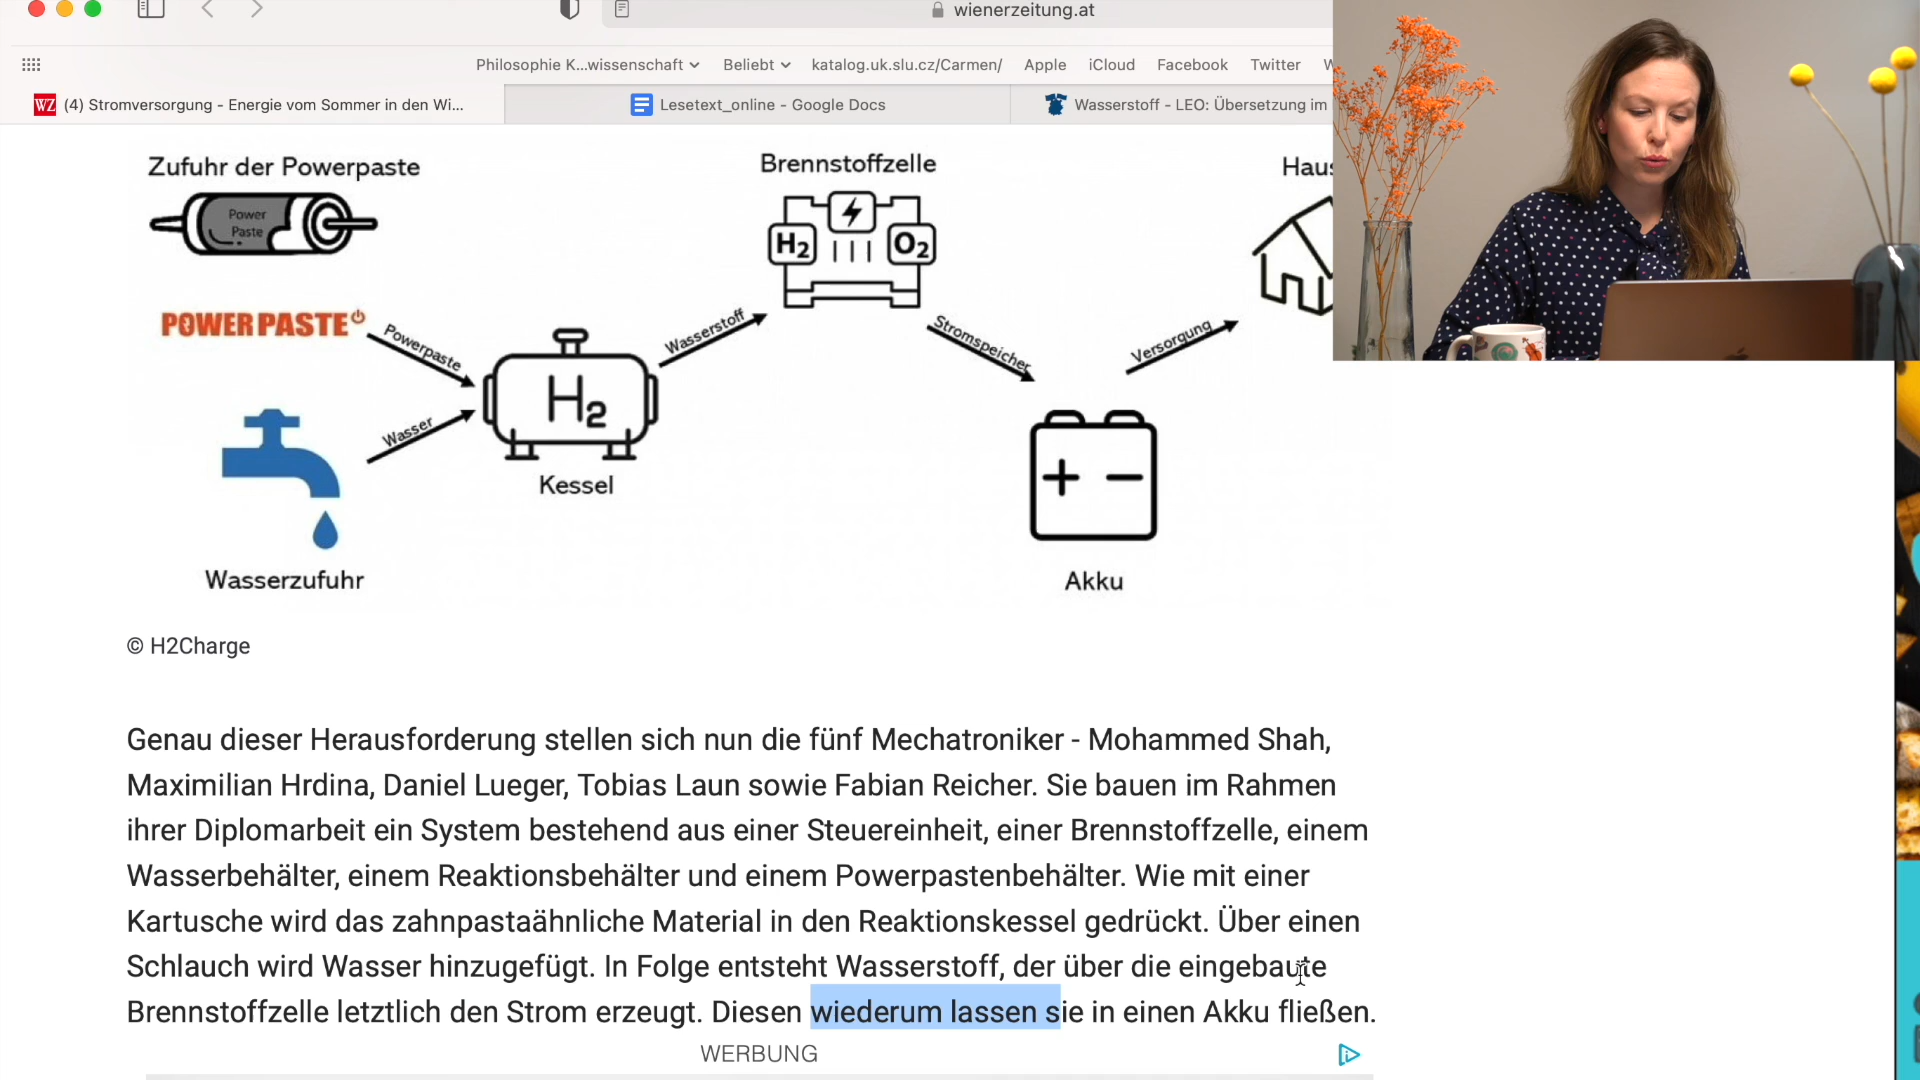 wienerzeitung.at
Philosophie K...wissenschaft Beliebt katalog.uk.slu.cz/Carmen/ Apple iCloud Facebook Twitter
WZ (4) Stromversorgung - Energie vom Sommer in den Wi... Lesetext_online - Google Docs Wasserstoff - LEO: Übersetzung im
Zufuhr der Powerpaste
Brennstoffzelle
Haus
Power
Paste
H2
O2
POWER PASTE
Powerpaste
Wasserstoff
Stromspeicher
Versorgung
Wasser
H2
Kessel
+ −
Wasserzufuhr
Akku
© H2Charge
Genau dieser Herausforderung stellen sich nun die fünf Mechatroniker - Mohammed Shah,
Maximilian Hrdina, Daniel Lueger, Tobias Laun sowie Fabian Reicher. Sie bauen im Rahmen
ihrer Diplomarbeit ein System bestehend aus einer Steuereinheit, einer Brennstoffzelle, einem
Wasserbehälter, einem Reaktionsbehälter und einem Powerpastenbehälter. Wie mit einer
Kartusche wird das zahnpastaähnliche Material in den Reaktionskessel gedrückt. Über einen
Schlauch wird Wasser hinzugefügt. In Folge entsteht Wasserstoff, der über die eingebaute
Brennstoffzelle letztlich den Strom erzeugt. Diesen wiederum lassen sie in einen Akku fließen.
WERBUNG